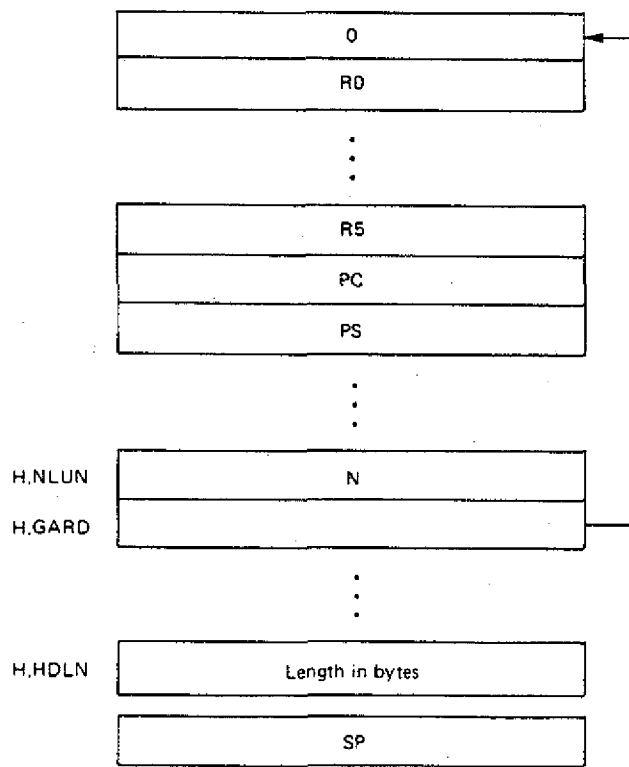 0
R0
R5
PC
PS
H.NLUN N
H.GARD
H.HDLN Length in bytes
SP